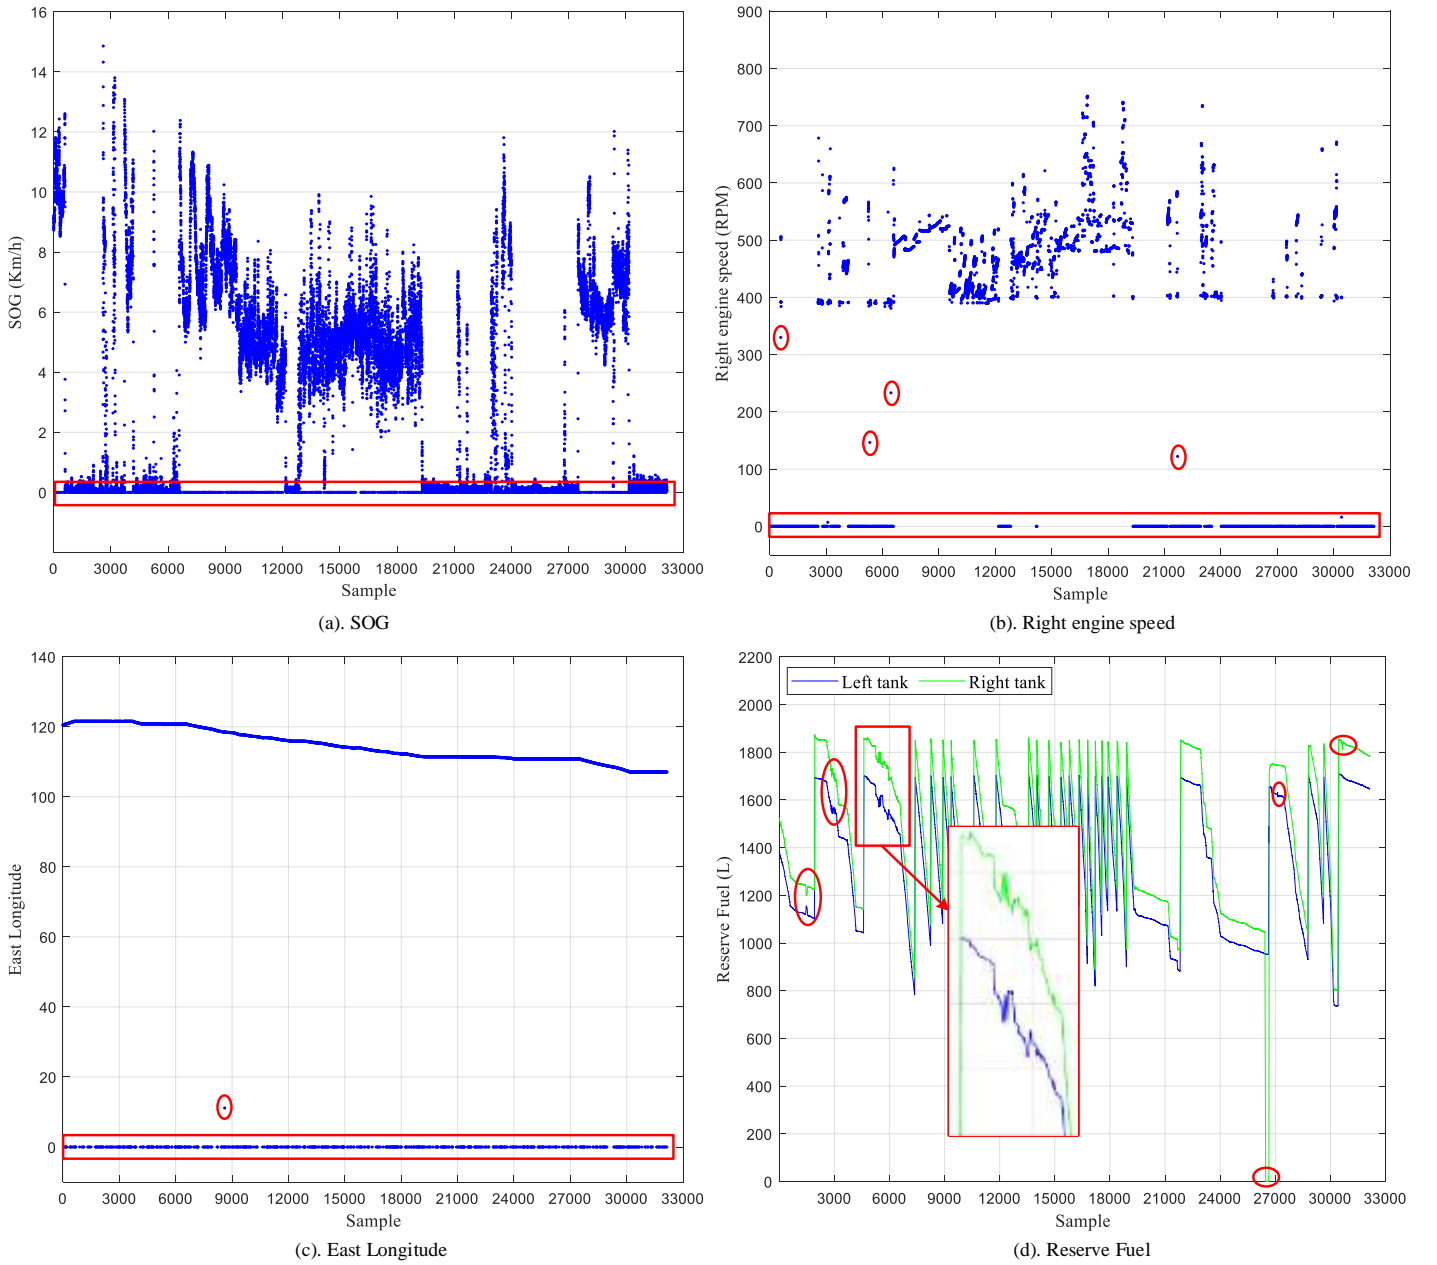 16
14
12
10
8
6
4
2
0
SOG (Km/h)
0 3000 6000 9000 12000 15000 18000 21000 24000 27000 30000 33000
Sample
(a). SOG
900
800
700
600
500
400
300
200
100
0
Right engine speed (RPM)
0 3000 6000 9000 12000 15000 18000 21000 24000 27000 30000 33000
Sample
(b). Right engine speed
140
120
100
80
60
40
20
0
East Longitude
0 3000 6000 9000 12000 15000 18000 21000 24000 27000 30000 33000
Sample
(c). East Longitude
2200
2000
1800
1600
1400
1200
1000
800
600
400
200
0
Reserve Fuel (L)
Left tank Right tank
3000 6000 9000 12000 15000 18000 21000 24000 27000 30000 33000
Sample
(d). Reserve Fuel